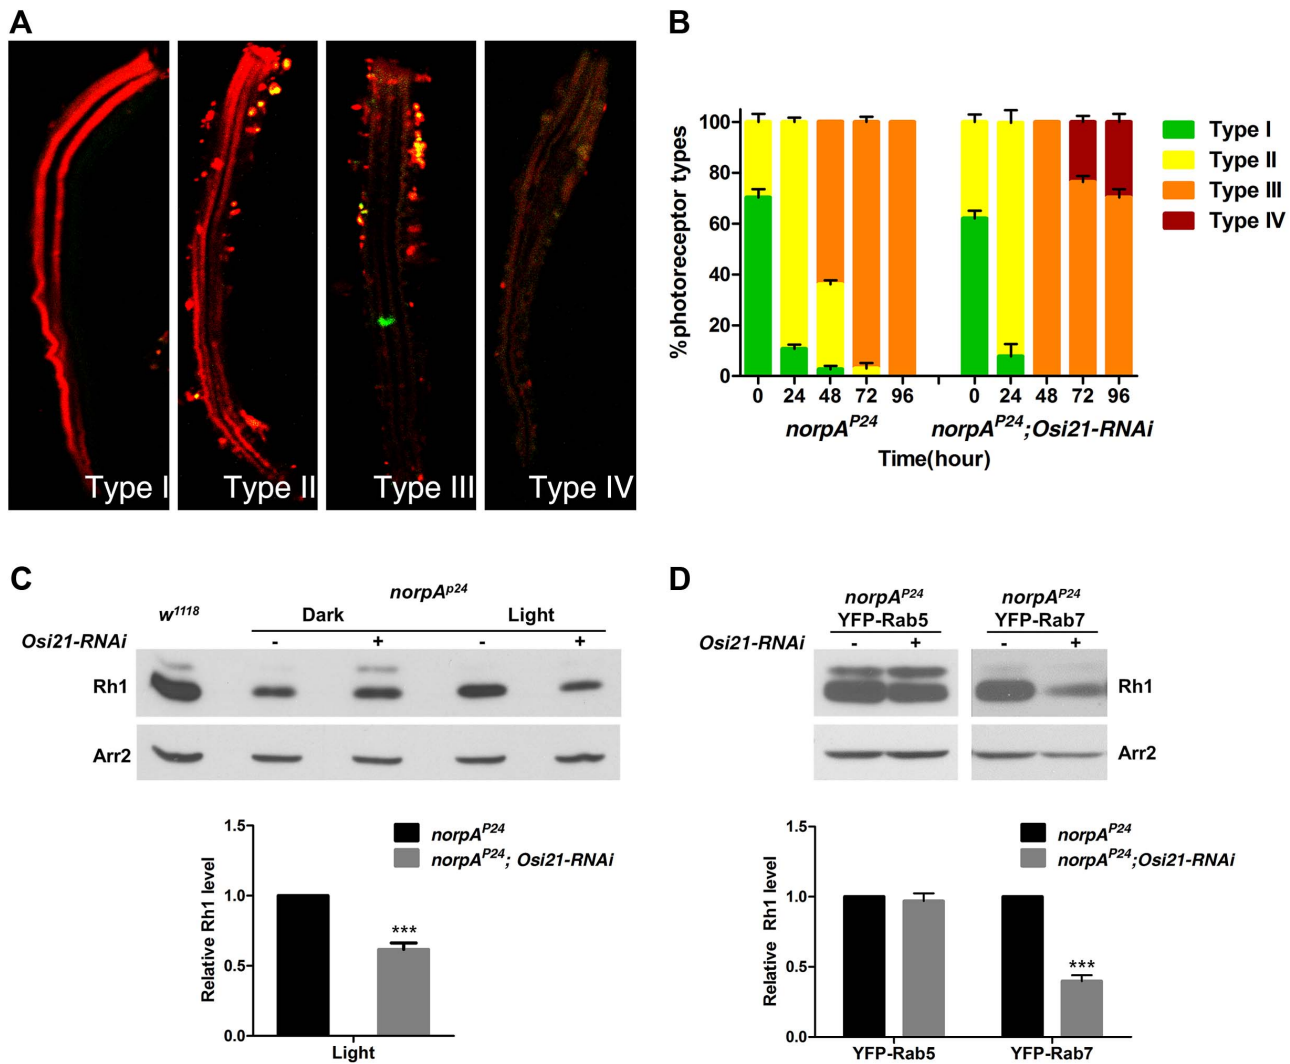 A
Type I
Type II
Type III
Type IV
B
%photoreceptor types
100
80
60
40
20
0
0 24 48 72 96 0 24 48 72 96
norpA^P24 norpA^P24;Osi21-RNAi
Time(hour)
Type I
Type II
Type III
Type IV
C
norpA^p24
w^1118 Dark Light
Osi21-RNAi - + - +
Rh1
Arr2
Relative Rh1 level
1.5
1.0
0.5
0.0
norpA^P24
norpA^P24; Osi21-RNAi
***
Light
D
norpA^P24 norpA^P24
YFP-Rab5 YFP-Rab7
Osi21-RNAi - + - +
Rh1
Arr2
Relative Rh1 level
1.5
1.0
0.5
0.0
norpA^P24
norpA^P24;Osi21-RNAi
***
YFP-Rab5 YFP-Rab7